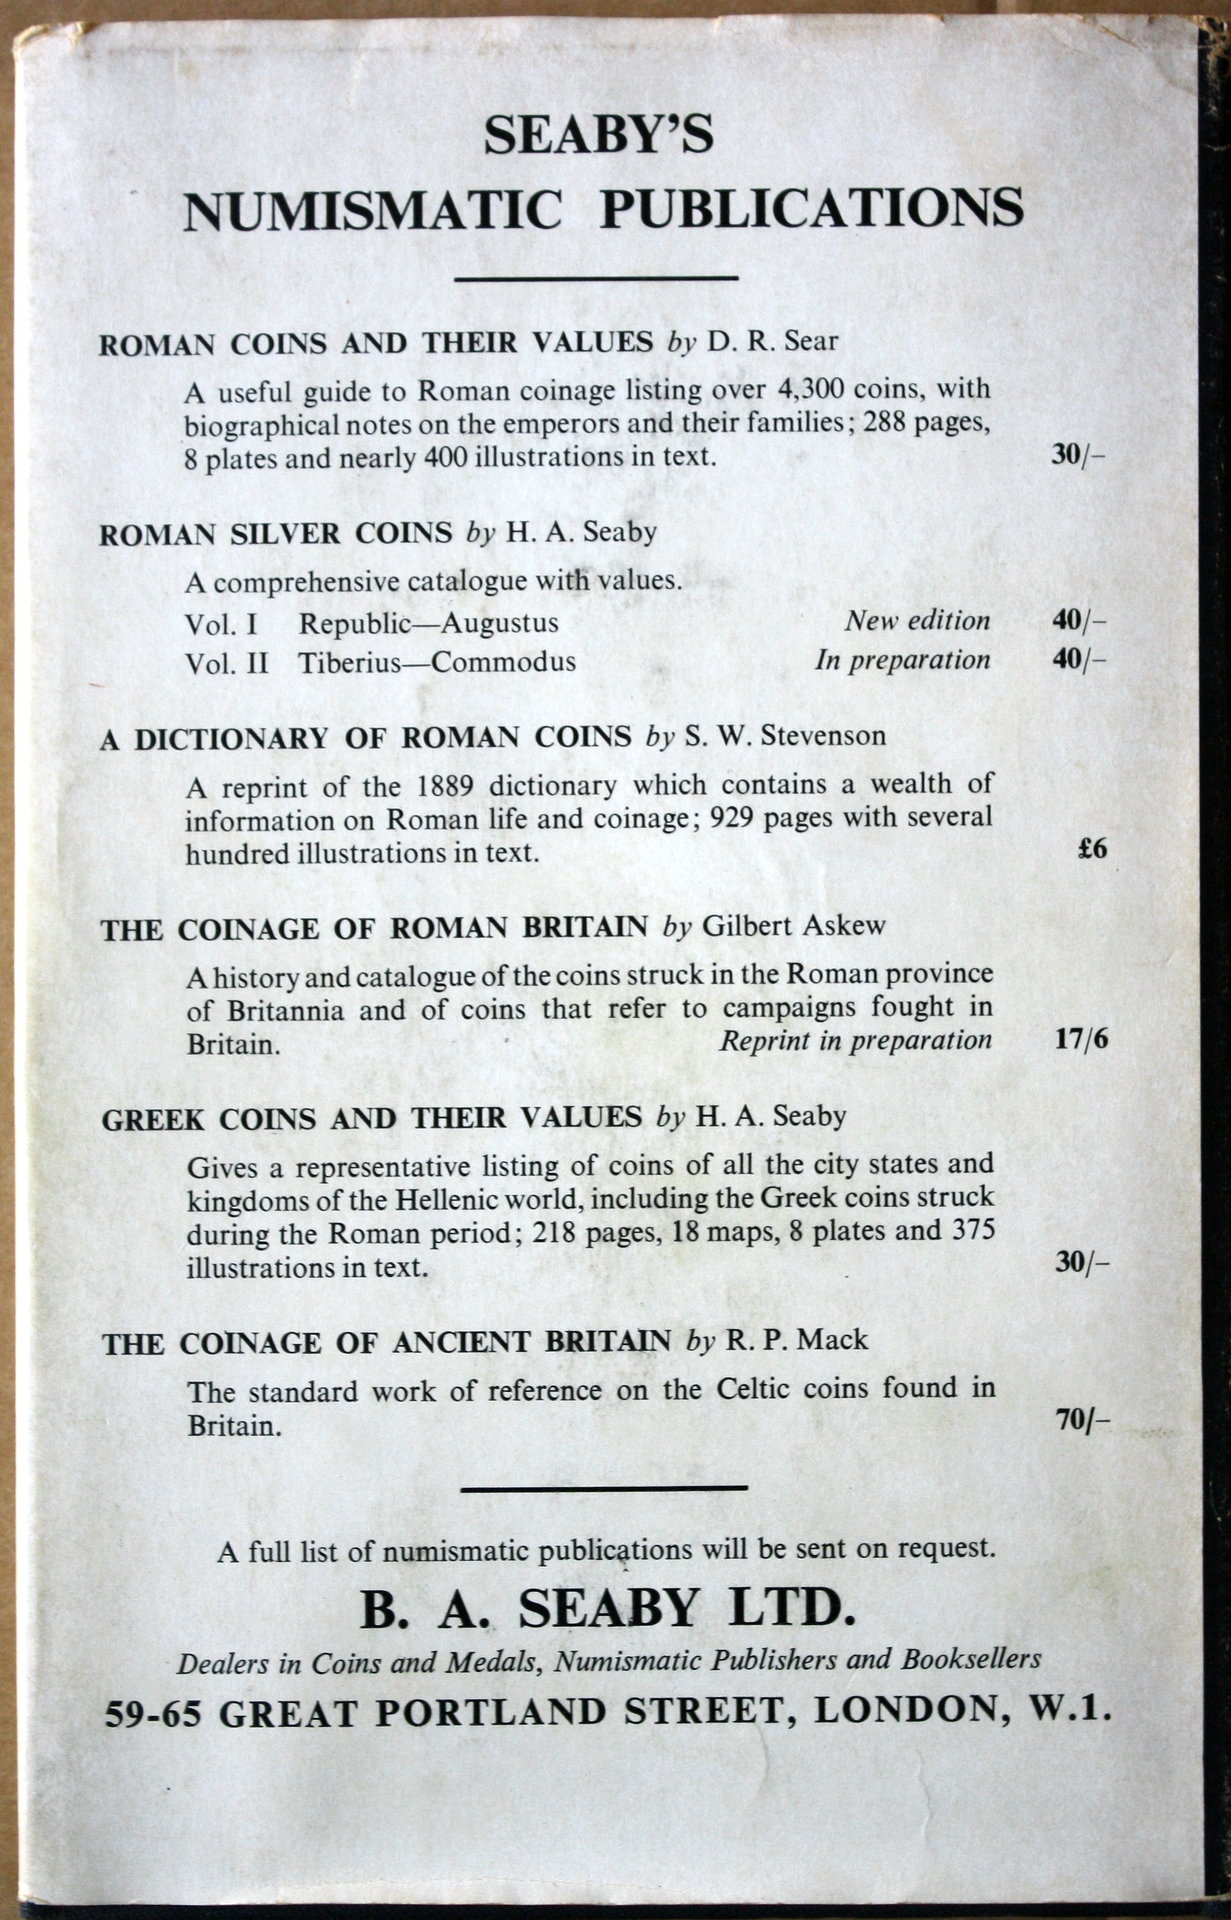 SEABY'S
NUMISMATIC PUBLICATIONS
ROMAN COINS AND THEIR VALUES by D. R. Sear
A useful guide to Roman coinage listing over 4,300 coins, with
biographical notes on the emperors and their families; 288 pages,
8 plates and nearly 400 illustrations in text. 30/–
ROMAN SILVER COINS by H. A. Seaby
A comprehensive catalogue with values.
Vol. I Republic—Augustus New edition 40/–
Vol. II Tiberius—Commodus In preparation 40/–
A DICTIONARY OF ROMAN COINS by S. W. Stevenson
A reprint of the 1889 dictionary which contains a wealth of
information on Roman life and coinage; 929 pages with several
hundred illustrations in text. £6
THE COINAGE OF ROMAN BRITAIN by Gilbert Askew
A history and catalogue of the coins struck in the Roman province
of Britannia and of coins that refer to campaigns fought in
Britain. Reprint in preparation 17/6
GREEK COINS AND THEIR VALUES by H. A. Seaby
Gives a representative listing of coins of all the city states and
kingdoms of the Hellenic world, including the Greek coins struck
during the Roman period; 218 pages, 18 maps, 8 plates and 375
illustrations in text. 30/–
THE COINAGE OF ANCIENT BRITAIN by R. P. Mack
The standard work of reference on the Celtic coins found in
Britain. 70/–
A full list of numismatic publications will be sent on request.
B. A. SEABY LTD.
Dealers in Coins and Medals, Numismatic Publishers and Booksellers
59-65 GREAT PORTLAND STREET, LONDON, W.1.